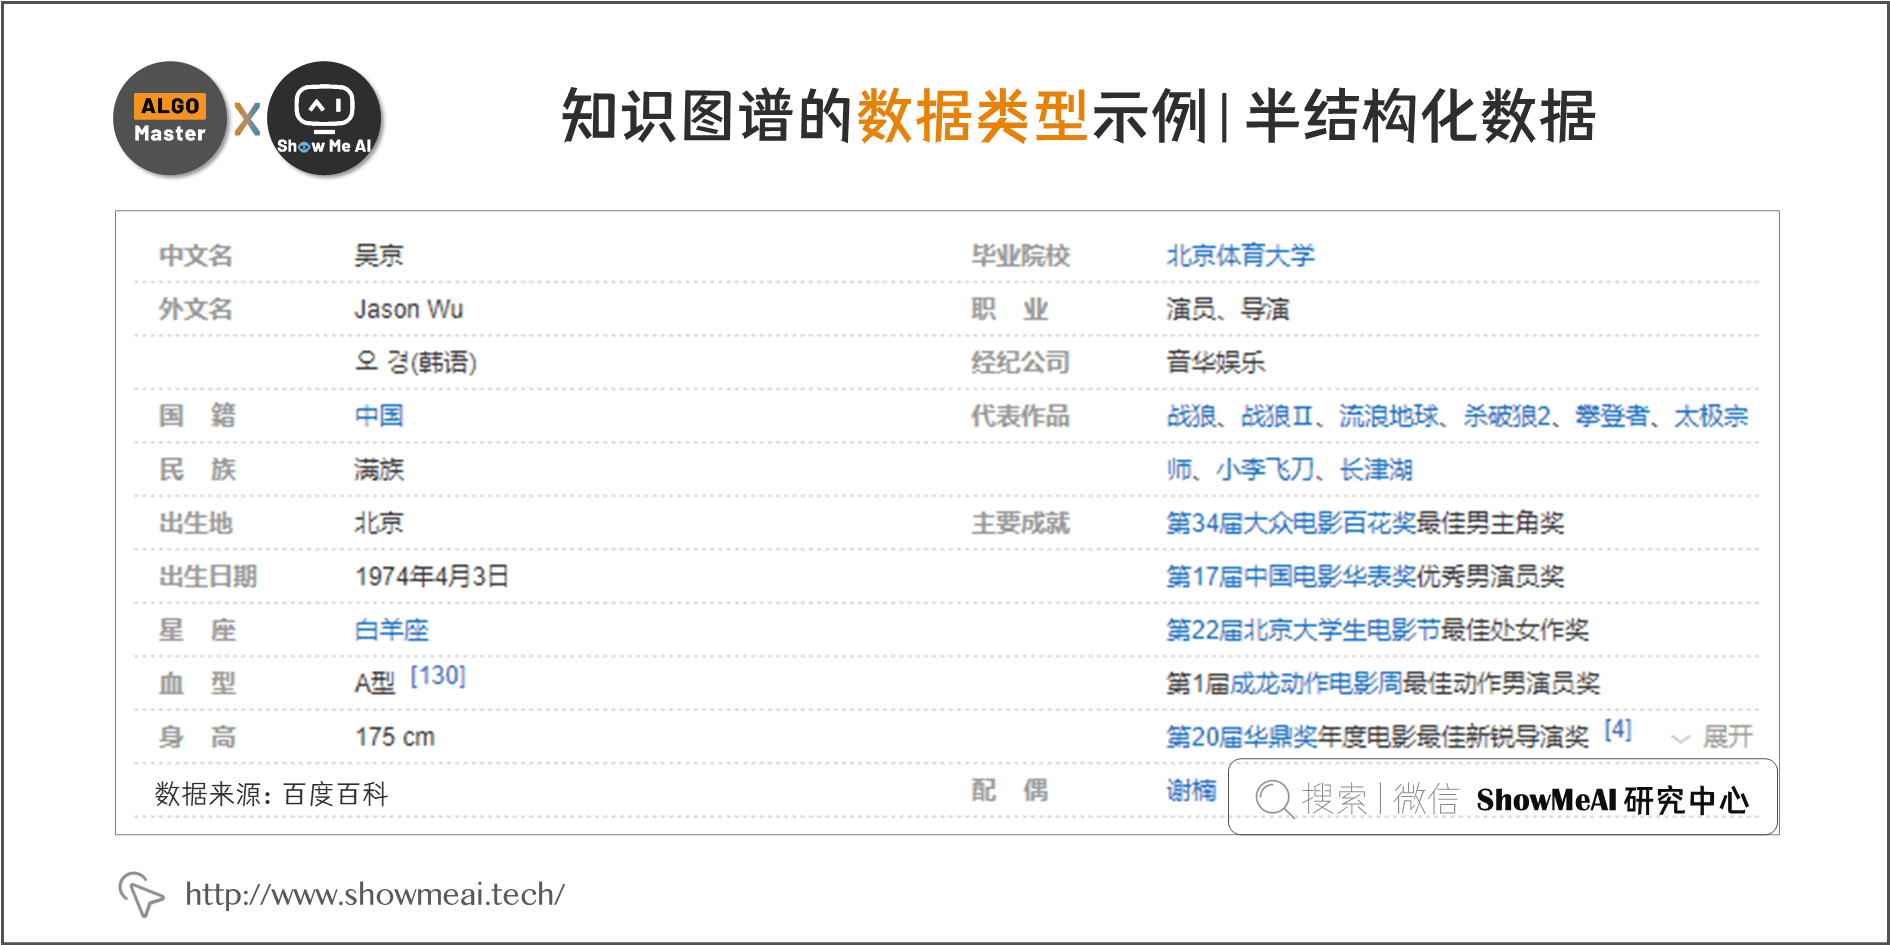 ALGO
Master
X
Show Me AI
知识图谱的数据类型示例| 半结构化数据
中文名 吴京 毕业院校 北京体育大学
外文名 Jason Wu 职 业 演员、导演
오 경(韩语) 经纪公司 音华娱乐
国 籍 中国 代表作品 战狼、战狼Ⅱ、流浪地球、杀破狼2、攀登者、太极宗
民 族 满族 师、小李飞刀、长津湖
出生地 北京 主要成就 第34届大众电影百花奖最佳男主角奖
出生日期 1974年4月3日 第17届中国电影华表奖优秀男演员奖
星 座 白羊座 第22届北京大学生电影节最佳处女作奖
血 型 A型 [130] 第1届成龙动作电影周最佳动作男演员奖
身 高 175 cm 第20届华鼎奖年度电影最佳新锐导演奖 [4] 展开
数据来源: 百度百科 配 偶 谢楠
搜索 | 微信 ShowMeAI 研究中心
http://www.showmeai.tech/